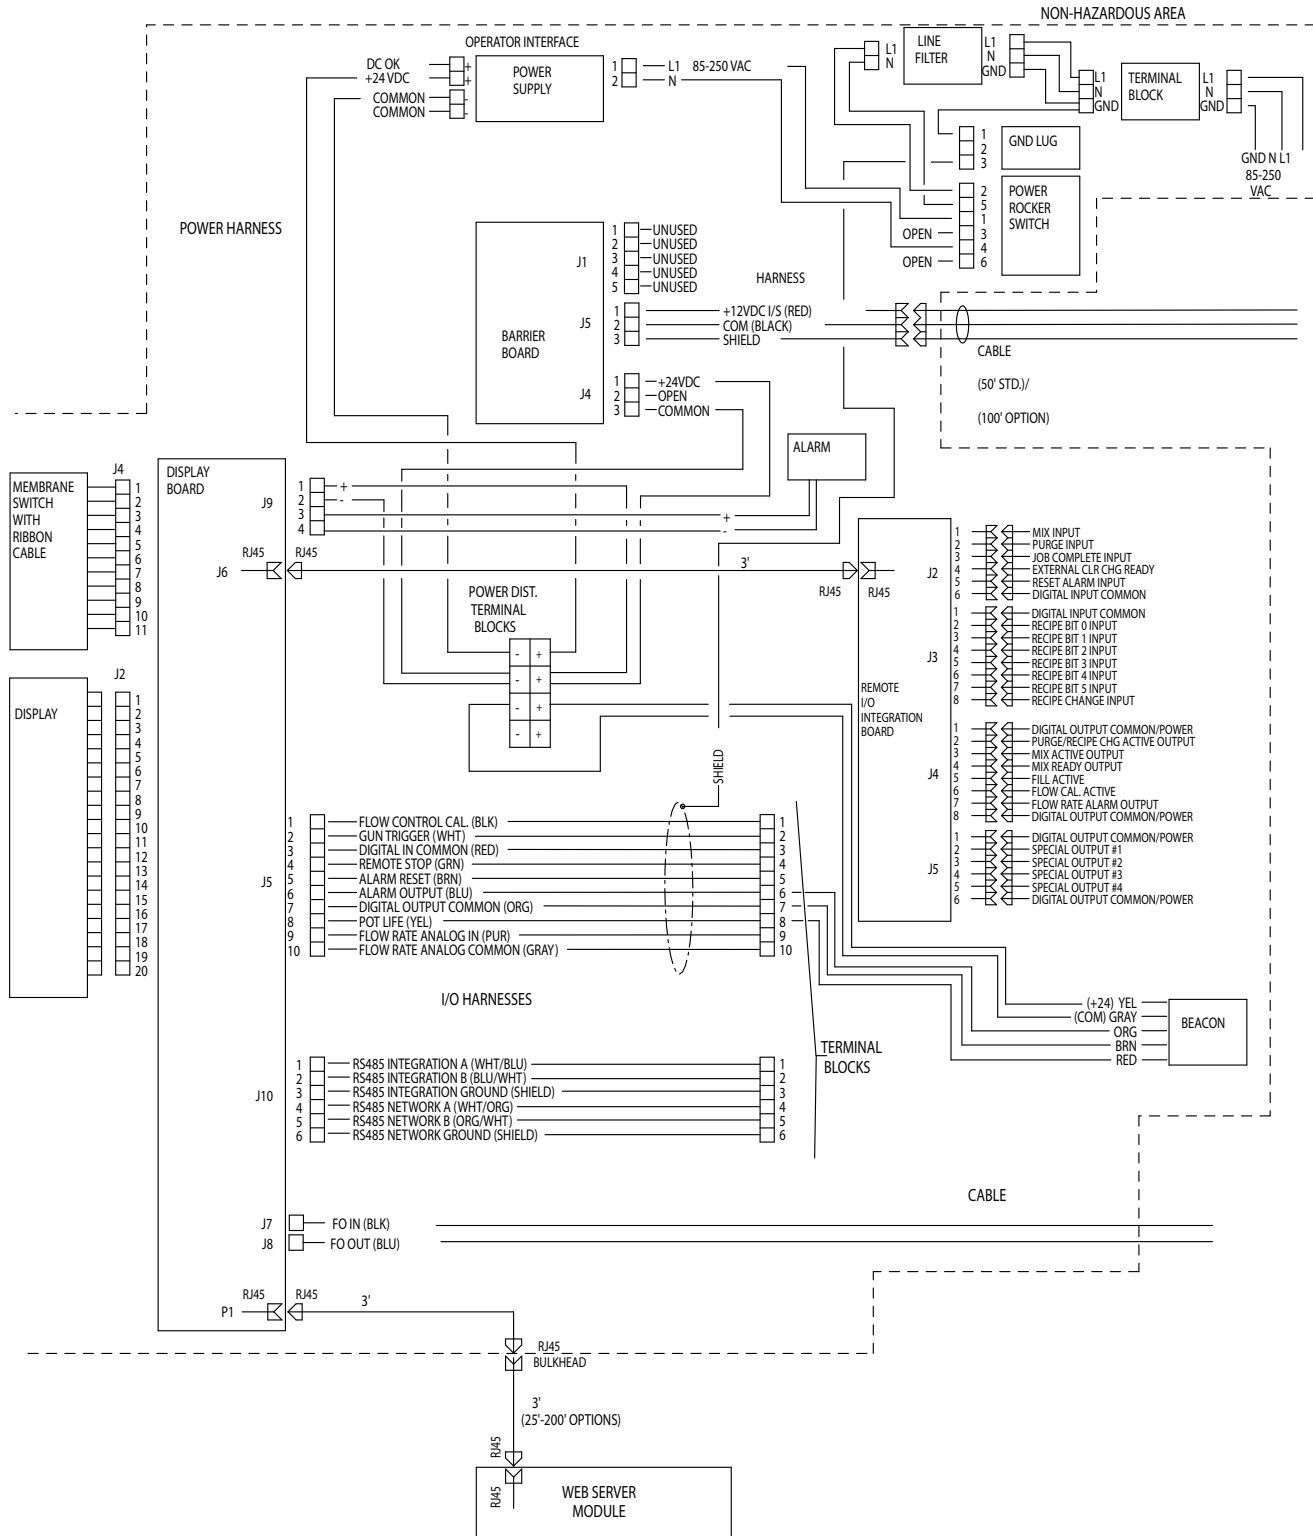 NON-HAZARDOUS AREA
OPERATOR INTERFACE
DC OK
+24 VDC
COMMON
COMMON
+
+
-
-
POWER
SUPPLY
1
2
L1 85-250 VAC
N
L1
N
LINE
FILTER
L1
N
GND
L1
N
GND
TERMINAL
BLOCK
L1
N
GND
GND N L1
85-250
VAC
1
2
3
GND LUG
2
5
1
3
4
6
OPEN
OPEN
POWER
ROCKER
SWITCH
POWER HARNESS
BARRIER
BOARD
J1
1
2
3
4
5
UNUSED
UNUSED
UNUSED
UNUSED
UNUSED
HARNESS
J5
1
2
3
+12VDC I/S (RED)
COM (BLACK)
SHIELD
CABLE
(50' STD.)/
(100' OPTION)
J4
1
2
3
+24VDC
OPEN
COMMON
ALARM
MEMBRANE
SWITCH
WITH
RIBBON
CABLE
J4
1
2
3
4
5
6
7
8
9
10
11
DISPLAY
BOARD
J9
1
2
3
4
+
-
+
-
RJ45
RJ45
J6
3'
RJ45
RJ45
POWER DIST.
TERMINAL
BLOCKS
- +
- +
- +
- +
DISPLAY
J2
1
2
3
4
5
6
7
8
9
10
11
12
13
14
15
16
17
18
19
20
REMOTE
I/O
INTEGRATION
BOARD
J2
1 MIX INPUT
2 PURGE INPUT
3 JOB COMPLETE INPUT
4 EXTERNAL CLR CHG READY
5 RESET ALARM INPUT
6 DIGITAL INPUT COMMON
J3
1 DIGITAL INPUT COMMON
2 RECIPE BIT 0 INPUT
3 RECIPE BIT 1 INPUT
4 RECIPE BIT 2 INPUT
5 RECIPE BIT 3 INPUT
6 RECIPE BIT 4 INPUT
7 RECIPE BIT 5 INPUT
8 RECIPE CHANGE INPUT
J4
1 DIGITAL OUTPUT COMMON/POWER
2 PURGE/RECIPE CHG ACTIVE OUTPUT
3 MIX ACTIVE OUTPUT
4 MIX READY OUTPUT
5 FILL ACTIVE
6 FLOW CAL. ACTIVE
7 FLOW RATE ALARM OUTPUT
8 DIGITAL OUTPUT COMMON/POWER
J5
1 DIGITAL OUTPUT COMMON/POWER
2 SPECIAL OUTPUT #1
3 SPECIAL OUTPUT #2
4 SPECIAL OUTPUT #3
5 SPECIAL OUTPUT #4
6 DIGITAL OUTPUT COMMON/POWER
SHIELD
J5
1 FLOW CONTROL CAL. (BLK) 1
2 GUN TRIGGER (WHT) 2
3 DIGITAL IN COMMON (RED) 3
4 REMOTE STOP (GRN) 4
5 ALARM RESET (BRN) 5
6 ALARM OUTPUT (BLU) 6
7 DIGITAL OUTPUT COMMON (ORG) 7
8 POT LIFE (YEL) 8
9 FLOW RATE ANALOG IN (PUR) 9
10 FLOW RATE ANALOG COMMON (GRAY) 10
I/O HARNESSES
(+24) YEL
(COM) GRAY
ORG
BRN
RED
BEACON
TERMINAL
BLOCKS
J10
1 RS485 INTEGRATION A (WHT/BLU) 1
2 RS485 INTEGRATION B (BLU/WHT) 2
3 RS485 INTEGRATION GROUND (SHIELD) 3
4 RS485 NETWORK A (WHT/ORG) 4
5 RS485 NETWORK B (ORG/WHT) 5
6 RS485 NETWORK GROUND (SHIELD) 6
CABLE
J7 FO IN (BLK)
J8 FO OUT (BLU)
RJ45
RJ45
P1
3'
RJ45
BULKHEAD
3'
(25'-200' OPTIONS)
RJ45
RJ45
WEB SERVER
MODULE